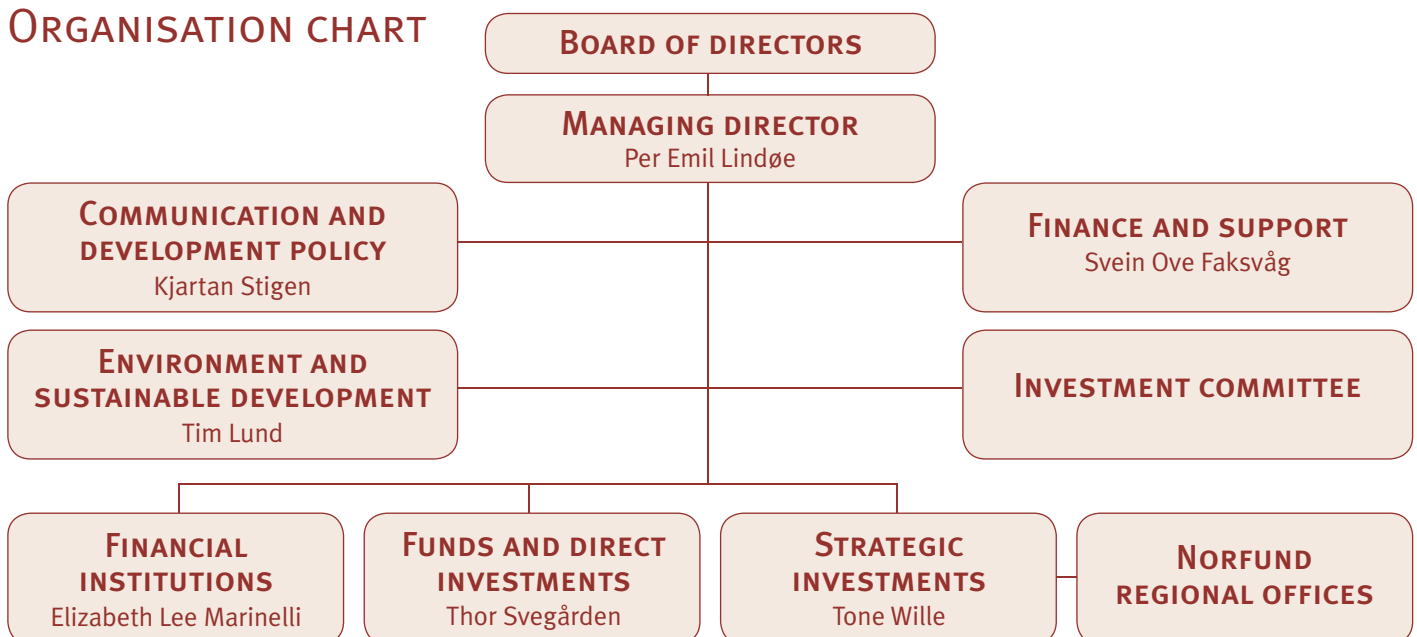 Organisation chart
Board of directors
Managing director
Per Emil Lindøe
Communication and
development policy
Kjartan Stigen
Finance and support
Svein Ove Faksvåg
Environment and
sustainable development
Tim Lund
Investment committee
Financial
institutions
Elizabeth Lee Marinelli
Funds and direct
investments
Thor Svegården
Strategic
investments
Tone Wille
Norfund
regional offices